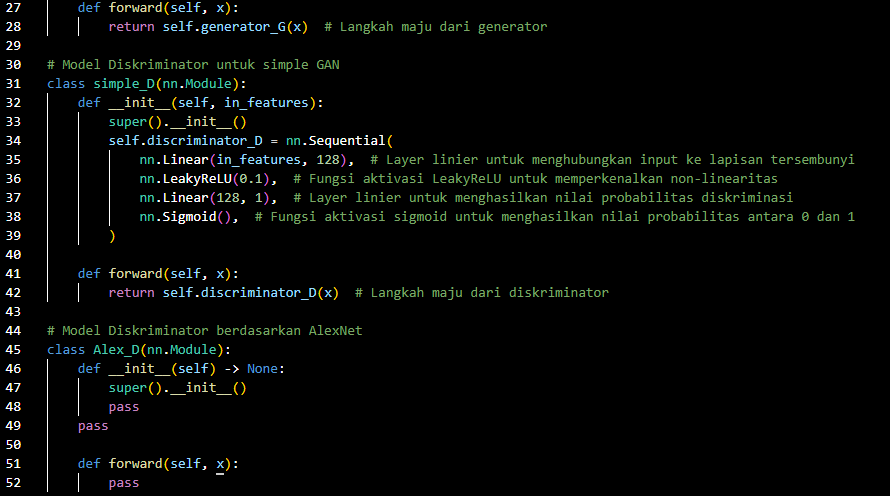 27 def forward(self, x):
28 return self.generator_G(x)  # Langkah maju dari generator
29
30 # Model Diskriminator untuk simple GAN
31 class simple_D(nn.Module):
32 def __init__(self, in_features):
33 super().__init__()
34 self.discriminator_D = nn.Sequential(
35 nn.Linear(in_features, 128),  # Layer linier untuk menghubungkan input ke lapisan tersembunyi
36 nn.LeakyReLU(0.1),  # Fungsi aktivasi LeakyReLU untuk memperkenalkan non-linearitas
37 nn.Linear(128, 1),  # Layer linier untuk menghasilkan nilai probabilitas diskriminasi
38 nn.Sigmoid(),  # Fungsi aktivasi sigmoid untuk menghasilkan nilai probabilitas antara 0 dan 1
39 )
40
41 def forward(self, x):
42 return self.discriminator_D(x)  # Langkah maju dari diskriminator
43
44 # Model Diskriminator berdasarkan AlexNet
45 class Alex_D(nn.Module):
46 def __init__(self) -> None:
47 super().__init__()
48 pass
49 pass
50
51 def forward(self, x):
52 pass